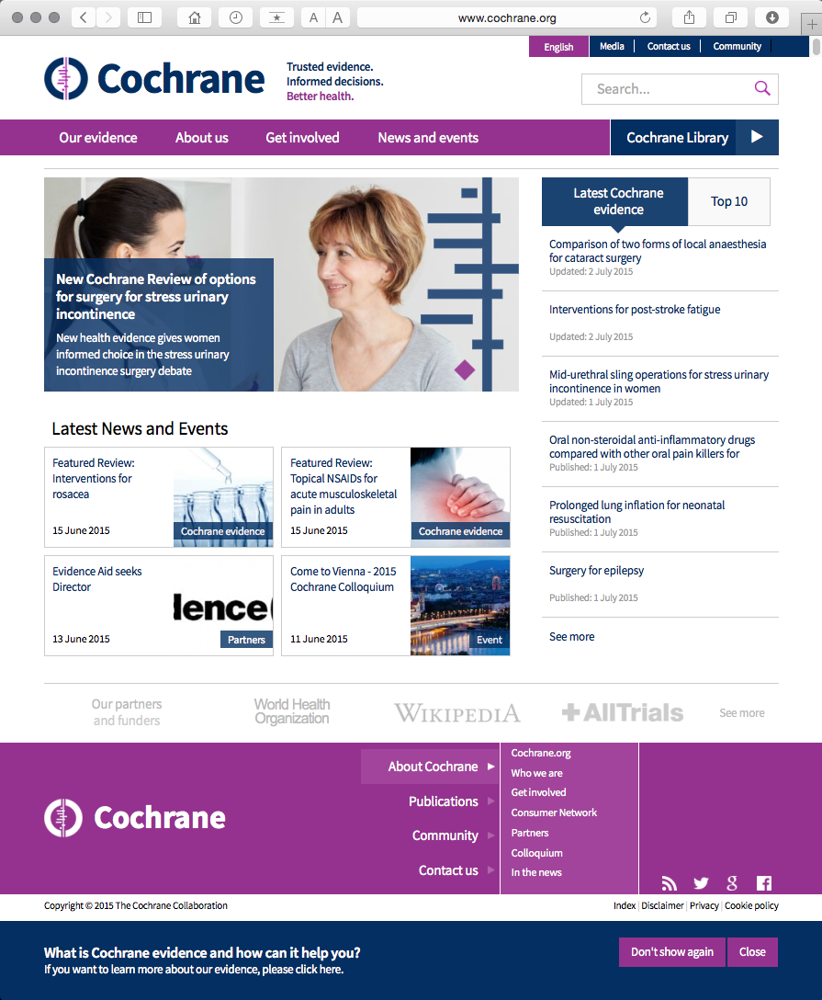 A A
www.cochrane.org
English
Media
Contact us
Community
Cochrane
Trusted evidence.
Informed decisions.
Better health.
Search...
Our evidence
About us
Get involved
News and events
Cochrane Library
New Cochrane Review of options
for surgery for stress urinary
incontinence
New health evidence gives women
informed choice in the stress urinary
incontinence surgery debate
Latest Cochrane
evidence
Top 10
Comparison of two forms of local anaesthesia
for cataract surgery
Updated: 2 July 2015
Interventions for post-stroke fatigue
Updated: 2 July 2015
Mid-urethral sling operations for stress urinary
incontinence in women
Updated: 1 July 2015
Oral non-steroidal anti-inflammatory drugs
compared with other oral pain killers for
Published: 1 July 2015
Prolonged lung inflation for neonatal
resuscitation
Published: 1 July 2015
Surgery for epilepsy
Published: 1 July 2015
See more
Latest News and Events
Featured Review:
Interventions for
rosacea
15 June 2015
Cochrane evidence
Featured Review:
Topical NSAIDs for
acute musculoskeletal
pain in adults
15 June 2015
Cochrane evidence
Evidence Aid seeks
Director
dence
13 June 2015
Partners
Come to Vienna - 2015
Cochrane Colloquium
11 June 2015
Event
Our partners
and funders
World Health
Organization
WIKIPEDIA
AllTrials
See more
Cochrane
About Cochrane
Publications
Community
Contact us
Cochrane.org
Who we are
Get involved
Consumer Network
Partners
Colloquium
In the news
Copyright © 2015 The Cochrane Collaboration
Index | Disclaimer | Privacy | Cookie policy
What is Cochrane evidence and how can it help you?
If you want to learn more about our evidence, please click here.
Don't show again
Close